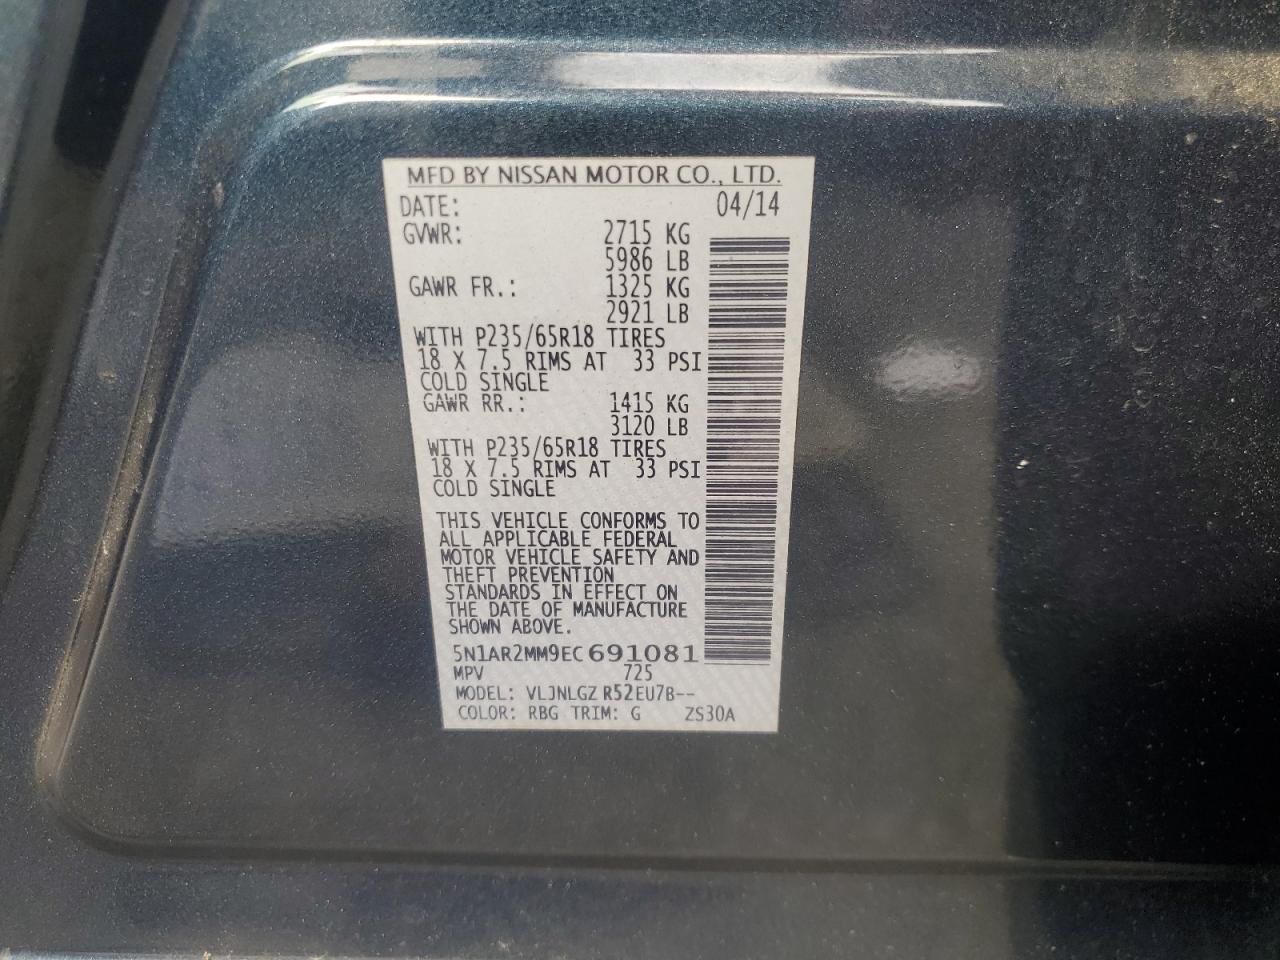 MFD BY NISSAN MOTOR CO., LTD.
DATE: 04/14
GVWR: 2715 KG
5986 LB
GAWR FR.: 1325 KG
2921 LB
WITH P235/65R18 TIRES
18 X 7.5 RIMS AT 33 PSI
COLD SINGLE
GAWR RR.: 1415 KG
3120 LB
WITH P235/65R18 TIRES
18 X 7.5 RIMS AT 33 PSI
COLD SINGLE
THIS VEHICLE CONFORMS TO
ALL APPLICABLE FEDERAL
MOTOR VEHICLE SAFETY AND
THEFT PREVENTION
STANDARDS IN EFFECT ON
THE DATE OF MANUFACTURE
SHOWN ABOVE.
5N1AR2MM9EC691081
MPV 725
MODEL: VLJNLGZ R52EU7B--
COLOR: RBG TRIM: G ZS30A